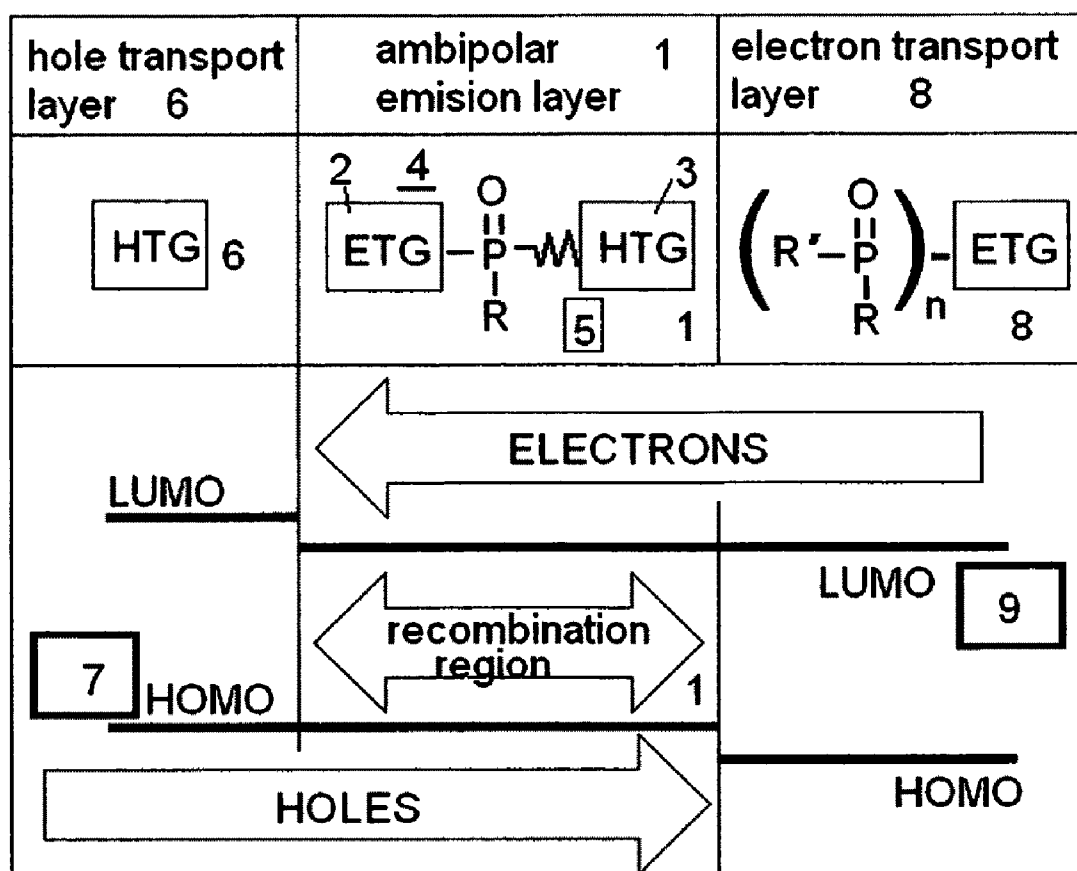 hole transport
layer 6
ambipolar 1
emision layer
electron transport
layer 8
HTG 6
2 4 3
O
ETG – P HTG
R 5 1
O
( R' – P ) n - ETG
R 8
ELECTRONS
LUMO
LUMO 9
recombination
region 1
7 HOMO
HOLES
HOMO